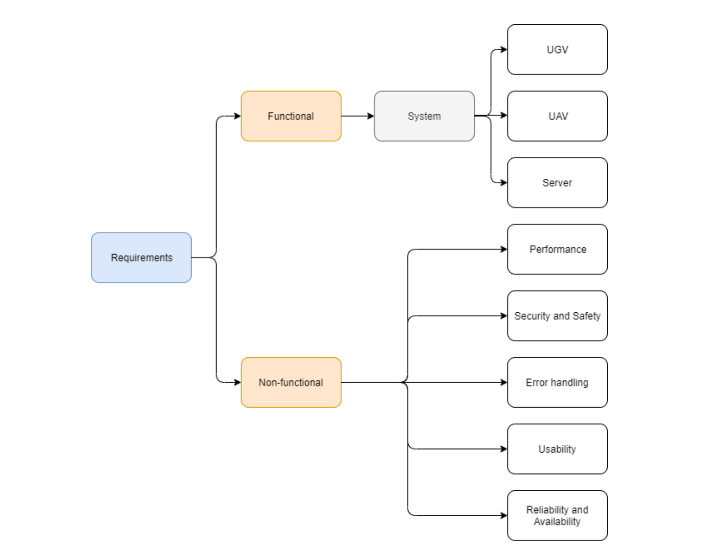 UGV
Functional
System
UAV
Server
Requirements
Performance
Security and Safety
Non-functional
Error handling
Usability
Reliability and
Availability